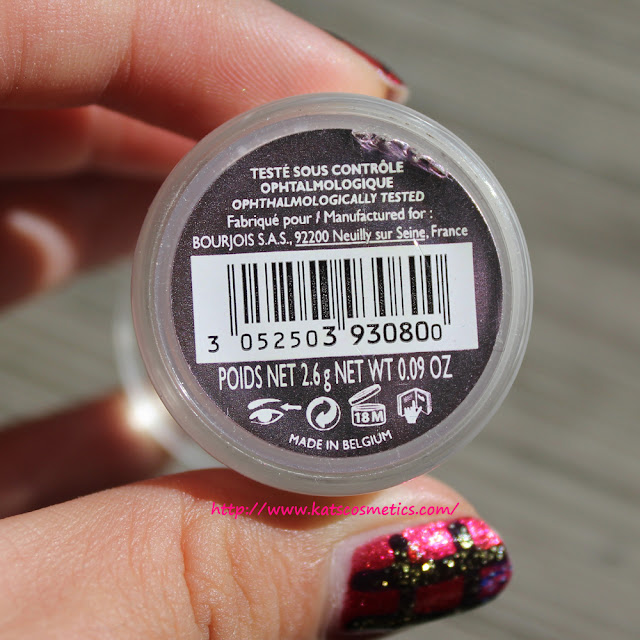 TESTÉ SOUS CONTRÔLE
OPHTALMOLOGIQUE
OPHTHALMOLOGICALLY TESTED
Fabriqué pour / Manufactured for :
BOURJOIS S.A.S., 92200 Neuilly sur Seine, France
3 052503 930800
POIDS NET 2.6 g NET WT 0.09 OZ
18 M
MADE IN BELGIUM
http://www.katscosmetics.com/